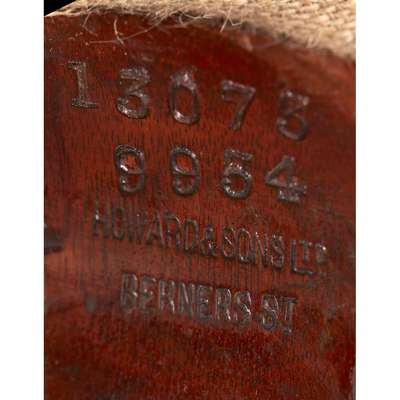 13073
9954
HOWARD & SONS LTD
BERNERS ST